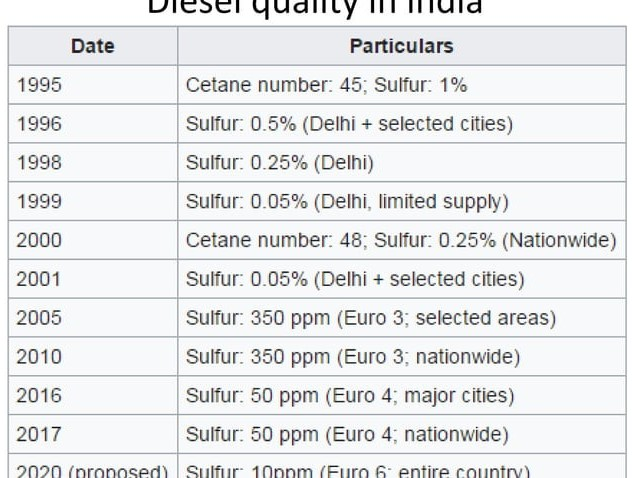 Diesel quality in India
Date Particulars
1995 Cetane number: 45; Sulfur: 1%
1996 Sulfur: 0.5% (Delhi + selected cities)
1998 Sulfur: 0.25% (Delhi)
1999 Sulfur: 0.05% (Delhi, limited supply)
2000 Cetane number: 48; Sulfur: 0.25% (Nationwide)
2001 Sulfur: 0.05% (Delhi + selected cities)
2005 Sulfur: 350 ppm (Euro 3; selected areas)
2010 Sulfur: 350 ppm (Euro 3; nationwide)
2016 Sulfur: 50 ppm (Euro 4; major cities)
2017 Sulfur: 50 ppm (Euro 4; nationwide)
2020 (proposed) Sulfur: 10ppm (Euro 6; entire country)